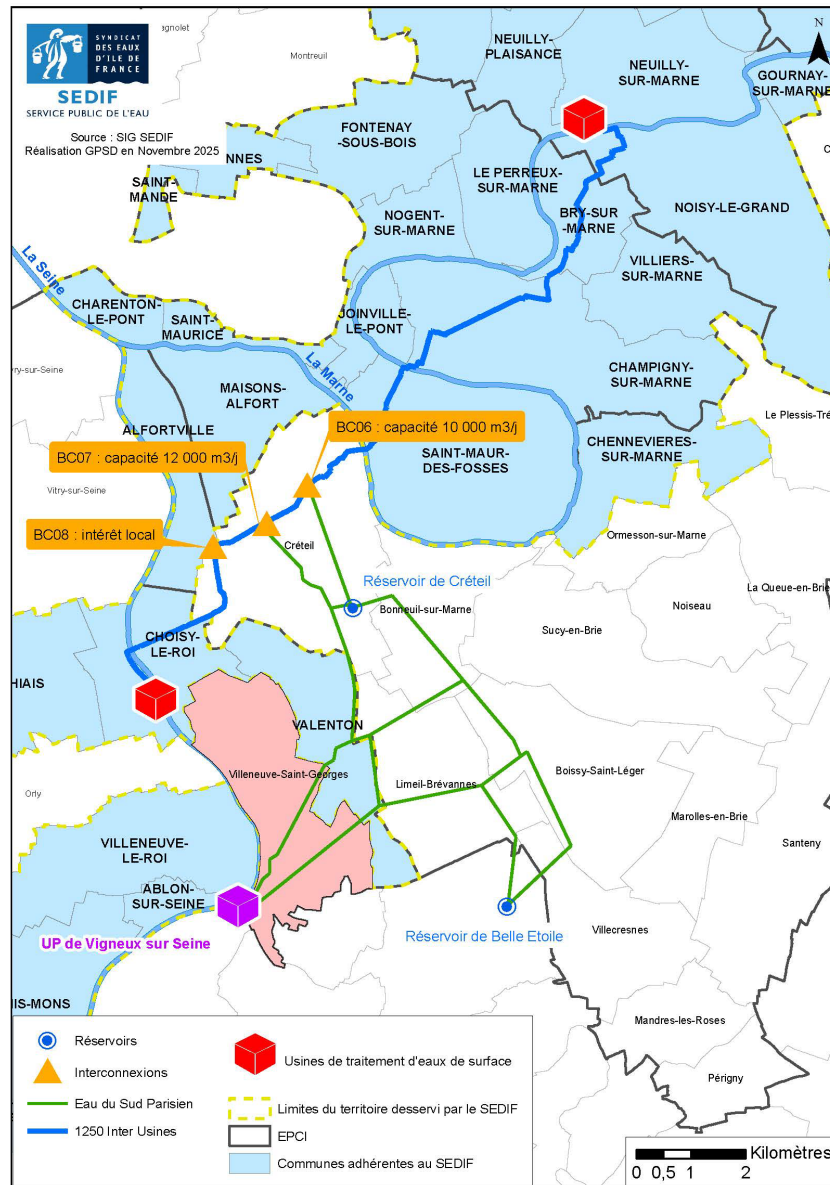 SYNDICAT
DES EAUX
D'ILE DE
FRANCE
SEDIF
SERVICE PUBLIC DE L'EAU
Source : SIG SEDIF
Réalisation GPSD en Novembre 2025
agnolet
Montreuil
NEUILLY-
PLAISANCE
NEUILLY
-SUR-MARNE
N
GOURNAY
-SUR-MARNE
FONTENAY
-SOUS-BOIS
NNES
SAINT-
MANDE
LE PERREUX-
SUR-MARNE
NOGENT-
SUR-MARNE
BRY-SUR
-MARNE
NOISY-LE-GRAND
VILLIERS-
SUR-MARNE
La Seine
CHARENTON-
LE-PONT
SAINT-
MAURICE
JOINVILLE-
LE-PONT
La Marne
vry-sur-Seine
MAISONS-
ALFORT
CHAMPIGNY
-SUR-MARNE
Le Plessis-Tré
ALFORTVILLE
BC06 : capacité 10 000 m3/j
BC07 : capacité 12 000 m3/j
SAINT-MAUR-
DES-FOSSES
CHENNEVIERES
-SUR-MARNE
Vitry-sur-Seine
BC08 : intérêt local
Créteil
Ormesson-sur-Marne
Réservoir de Créteil
Bonneuil-sur-Marne
La Queue-en-Brie
Noiseau
Sucy-en-Brie
CHOISY-
LE-ROI
HIAIS
VALENTON
Villeneuve-Saint-Georges
Limeil-Brévannes
Boissy-Saint-Léger
Orly
Marolles-en-Brie
Santeny
VILLENEUVE-
LE-ROI
ABLON-
SUR-SEINE
UP de Vigneux sur Seine
Réservoir de Belle Etoile
Villecresnes
IIS-MONS
Mandres-les-Roses
Périgny
Réservoirs
Interconnexions
Eau du Sud Parisien
1250 Inter Usines
Usines de traitement d'eaux de surface
Limites du territoire desservi par le SEDIF
EPCI
Communes adhérentes au SEDIF
Kilomètres
0 0,5 1 2